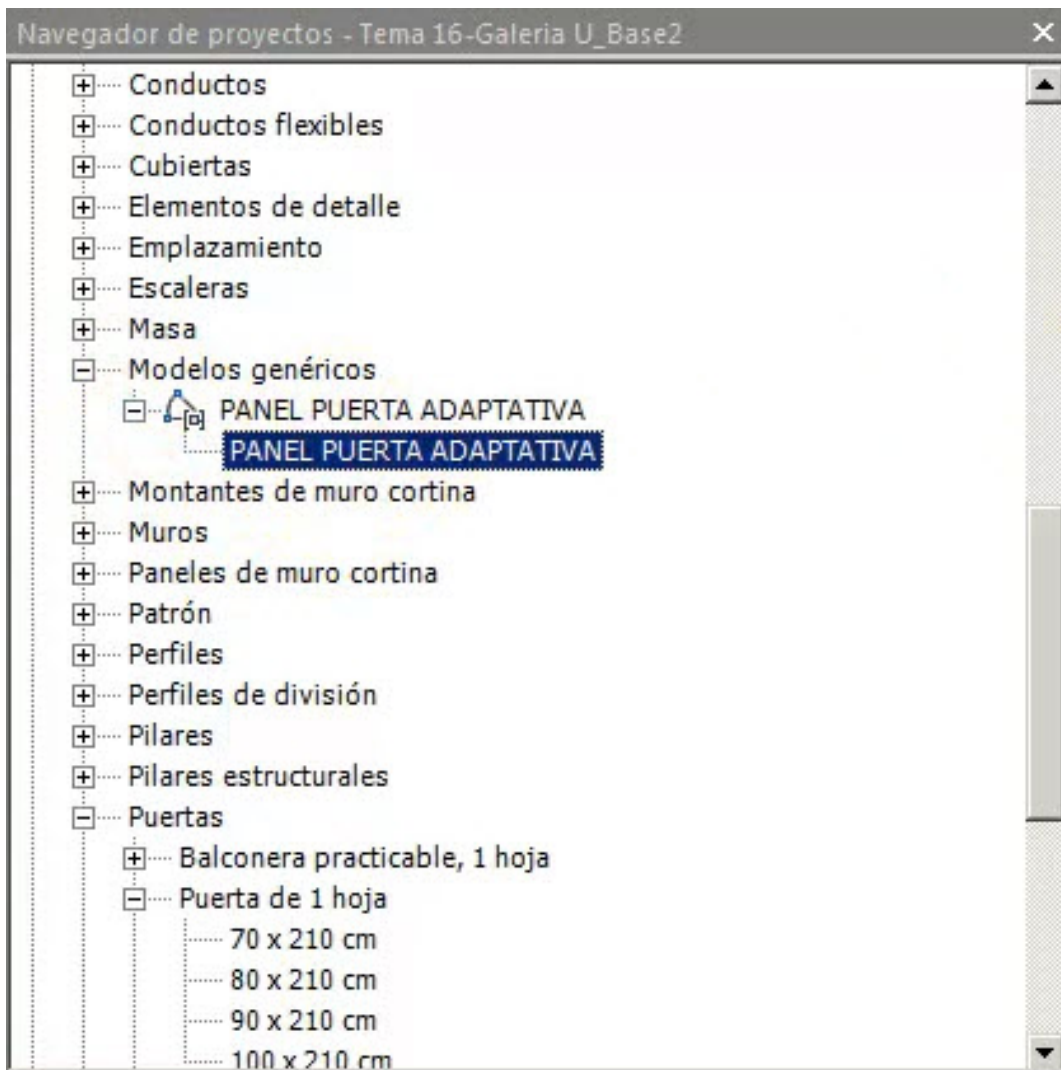 Navegador de proyectos - Tema 16-Galeria U_Base2
Conductos
Conductos flexibles
Cubiertas
Elementos de detalle
Emplazamiento
Escaleras
Masa
Modelos genéricos
PANEL PUERTA ADAPTATIVA
PANEL PUERTA ADAPTATIVA
Montantes de muro cortina
Muros
Paneles de muro cortina
Patrón
Perfiles
Perfiles de división
Pilares
Pilares estructurales
Puertas
Balconera practicable, 1 hoja
Puerta de 1 hoja
70 x 210 cm
80 x 210 cm
90 x 210 cm
100 x 210 cm